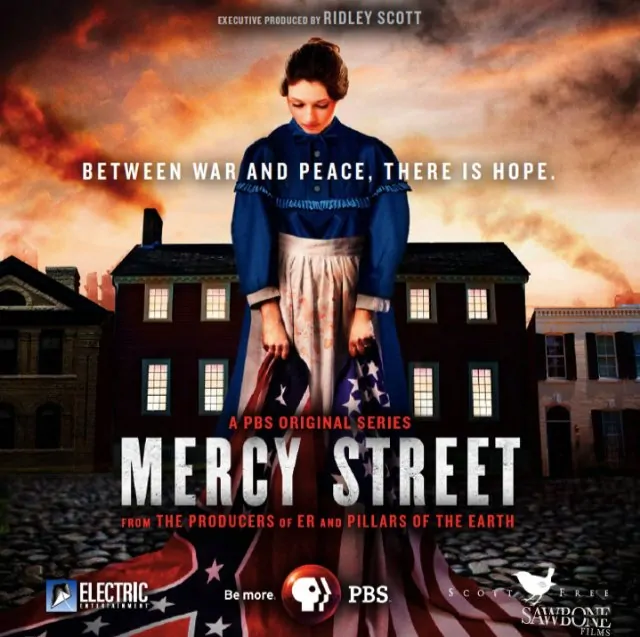 EXECUTIVE PRODUCED BY RIDLEY SCOTT
BETWEEN WAR AND PEACE, THERE IS HOPE.
A PBS ORIGINAL SERIES
MERCY STREET
FROM THE PRODUCERS OF ER AND PILLARS OF THE EARTH
ELECTRIC
ENTERTAINMENT
Be more.
PBS
SCOTT FREE
SAWBONE
FILMS